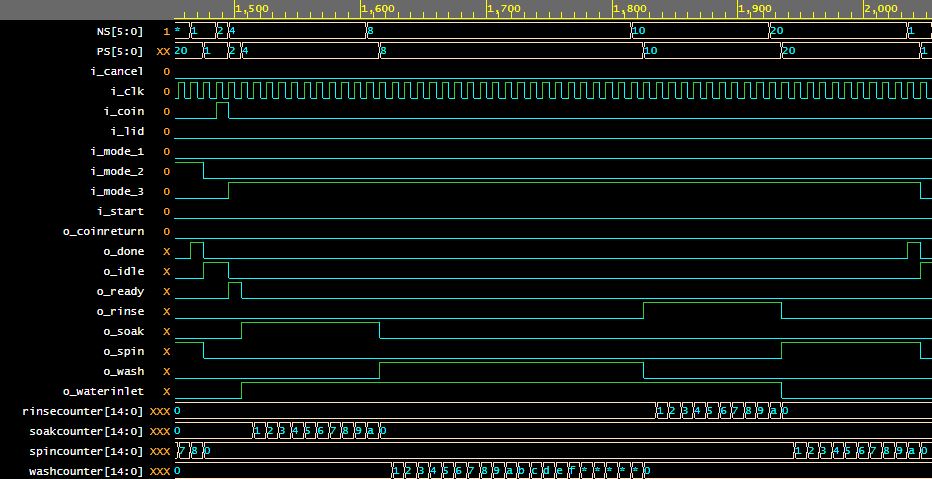 1,500 1,600 1,700 1,800 1,900 2,000
NS[5:0] 1 * 1 2 4 8 10 20 1
PS[5:0] XX 20 1 2 4 8 10 20 1
i_cancel 0
i_clk 0
i_coin 0
i_lid 0
i_mode_1 0
i_mode_2 0
i_mode_3 0
i_start 0
o_coinreturn 0
o_done X
o_idle X
o_ready X
o_rinse X
o_soak X
o_spin X
o_wash X
o_waterinlet X
rinsecounter[14:0] XXX 0 1 2 3 4 5 6 7 8 9 a 0
soakcounter[14:0] XXX 0 1 2 3 4 5 6 7 8 9 a 0
spincounter[14:0] XXX 7 8 0 1 2 3 4 5 6 7 8 9 a 0
washcounter[14:0] XXX 0 1 2 3 4 5 6 7 8 9 a b c d e f * * * * * 0